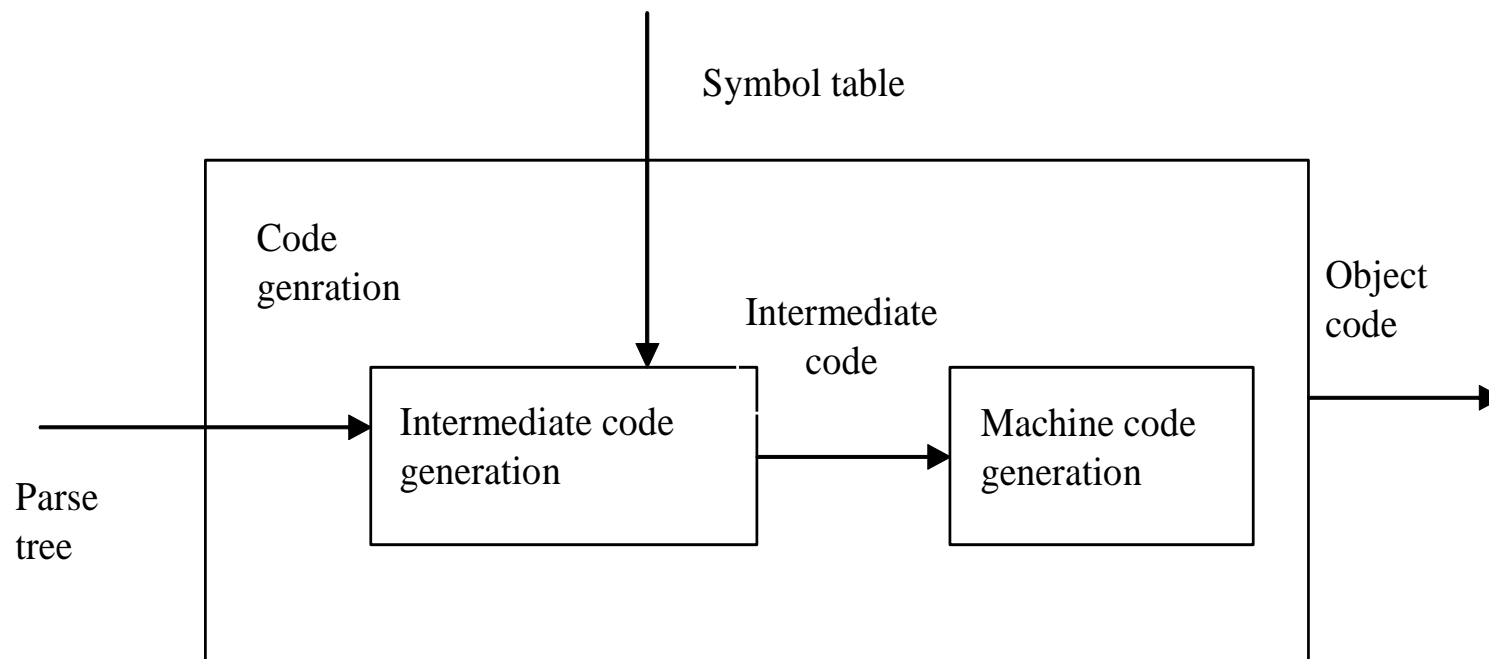 Symbol table
Code
genration
Intermediate
code
Object
code
Intermediate code
generation
Machine code
generation
Parse
tree